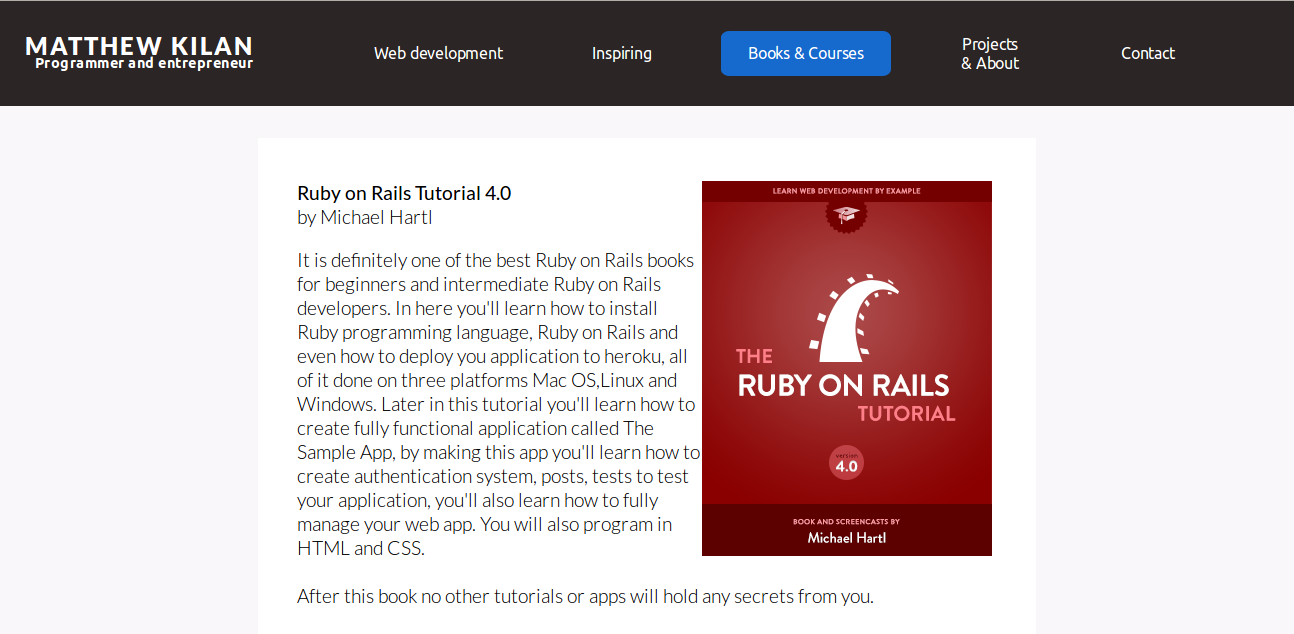 MATTHEW KILAN
Programmer and entrepreneur
Web development
Inspiring
Books & Courses
Projects
& About
Contact
Ruby on Rails Tutorial 4.0
by Michael Hartl
It is definitely one of the best Ruby on Rails books
for beginners and intermediate Ruby on Rails
developers. In here you'll learn how to install
Ruby programming language, Ruby on Rails and
even how to deploy you application to heroku, all
of it done on three platforms Mac OS,Linux and
Windows. Later in this tutorial you'll learn how to
create fully functional application called The
Sample App, by making this app you'll learn how to
create authentication system, posts, tests to test
your application, you'll also learn how to fully
manage your web app. You will also program in
HTML and CSS.
After this book no other tutorials or apps will hold any secrets from you.
LEARN WEB DEVELOPMENT BY EXAMPLE
THE
RUBY ON RAILS
TUTORIAL
version
4.0
BOOK AND SCREENCASTS BY
Michael Hartl